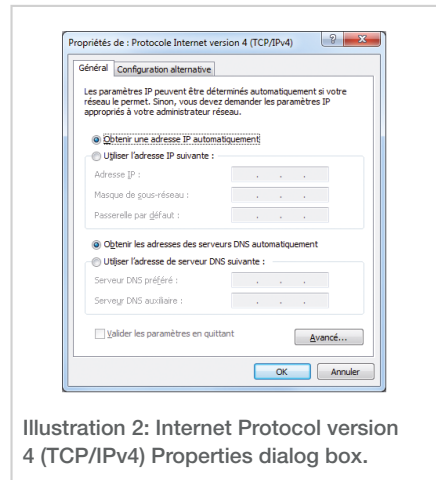 Propriétés de : Protocole Internet version 4 (TCP/IPv4)
Général
Configuration alternative
Les paramètres IP peuvent être déterminés automatiquement si votre
réseau le permet. Sinon, vous devez demander les paramètres IP
appropriés à votre administrateur réseau.
Obtenir une adresse IP automatiquement
Utiliser l'adresse IP suivante :
Adresse IP :
Masque de sous-réseau :
Passerelle par défaut :
Obtenir les adresses des serveurs DNS automatiquement
Utiliser l'adresse de serveur DNS suivante :
Serveur DNS préféré :
Serveur DNS auxiliaire :
Valider les paramètres en quittant
Avancé...
OK
Annuler
Illustration 2: Internet Protocol version
4 (TCP/IPv4) Properties dialog box.